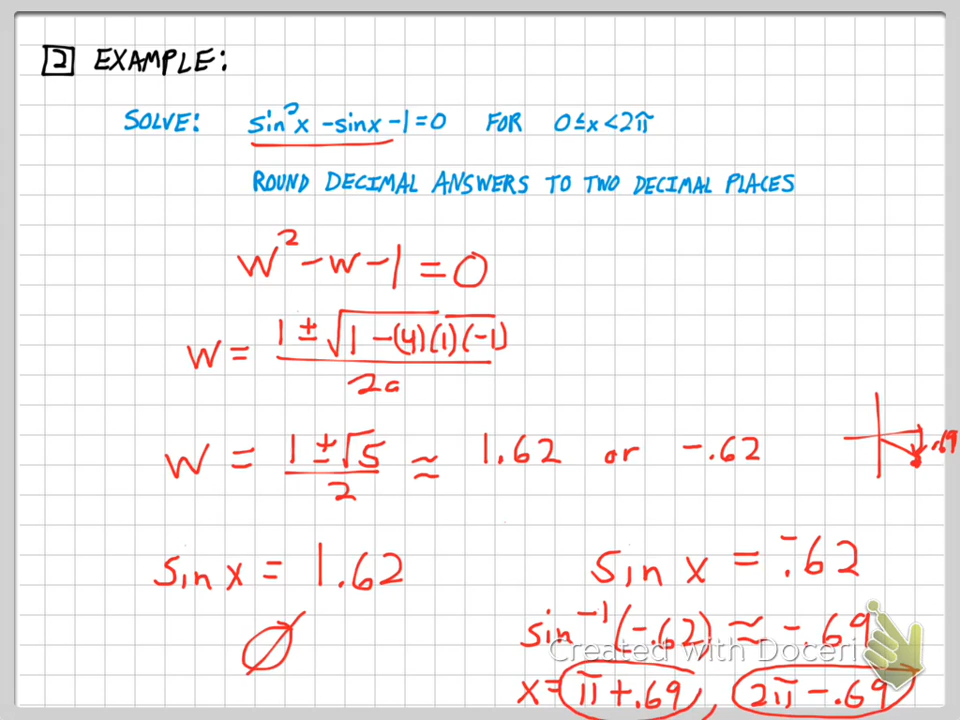 2 EXAMPLE:
SOLVE: sin²x - sinx - 1 = 0 FOR 0 ≤ x < 2π
ROUND DECIMAL ANSWERS TO TWO DECIMAL PLACES
w² - w - 1 = 0
w = (1 ± √(1 - (4)(1)(-1))) / 2a
w = (1 ± √5) / 2 ≈ 1.62 or -.62
-.69
sin x = 1.62
∅
sin x = -.62
sin⁻¹(-.62) ≈ -.69
Created with Doceri
x = π + .69, 2π - .69